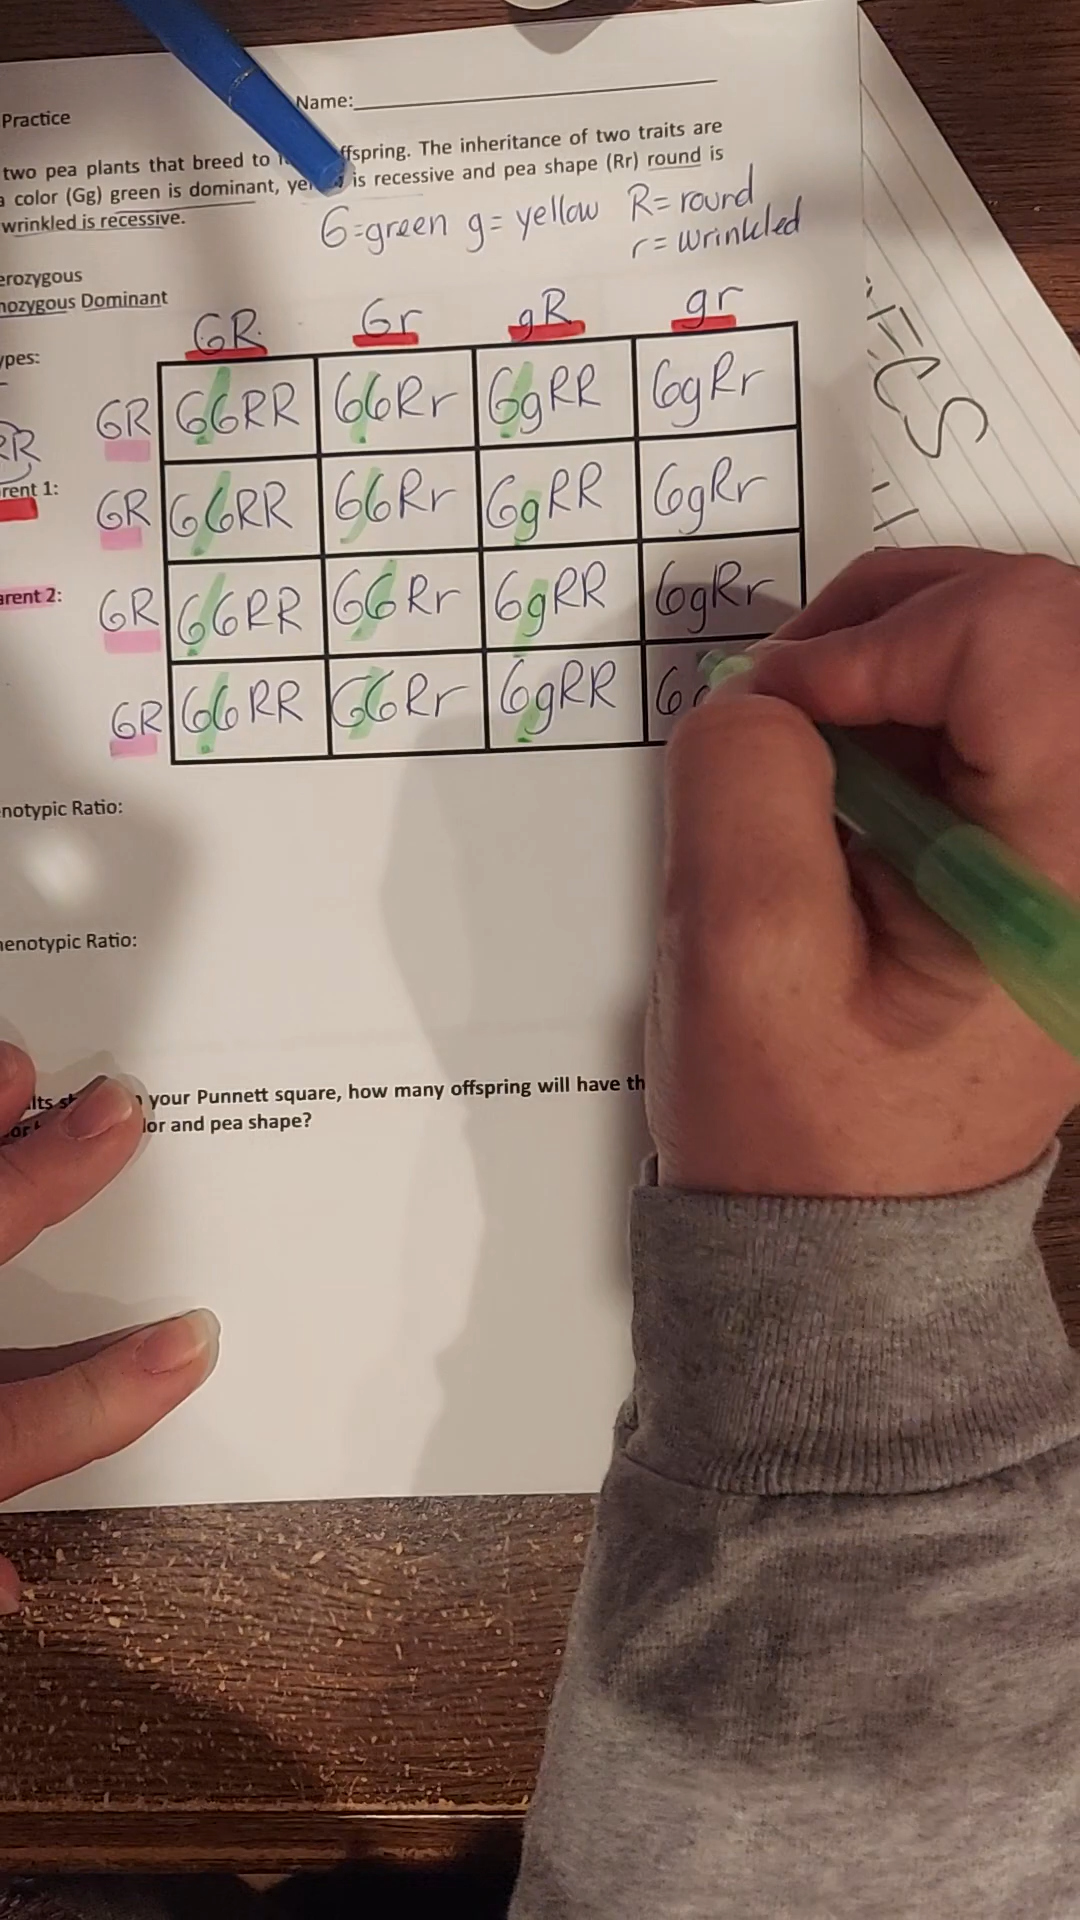 Practice
Name:
two pea plants that breed to ffspring. The inheritance of two traits are
color (Gg) green is dominant, is recessive and pea shape (Rr) round is
wrinkled is recessive.
G=green g= yellow R= round
r= wrinkled
erozygous
ozygous Dominant
GR Gr gR gr
ypes:
GR GGRR GGRr GgRR GgRr
RR
rent 1:
GR GGRR GGRr GgRR GgRr
arent 2:
GR GGRR GGRr GgRR GgRr
GR GGRR GGRr GgRR G
notypic Ratio:
enotypic Ratio:
your Punnett square, how many offspring will have th
lor and pea shape?